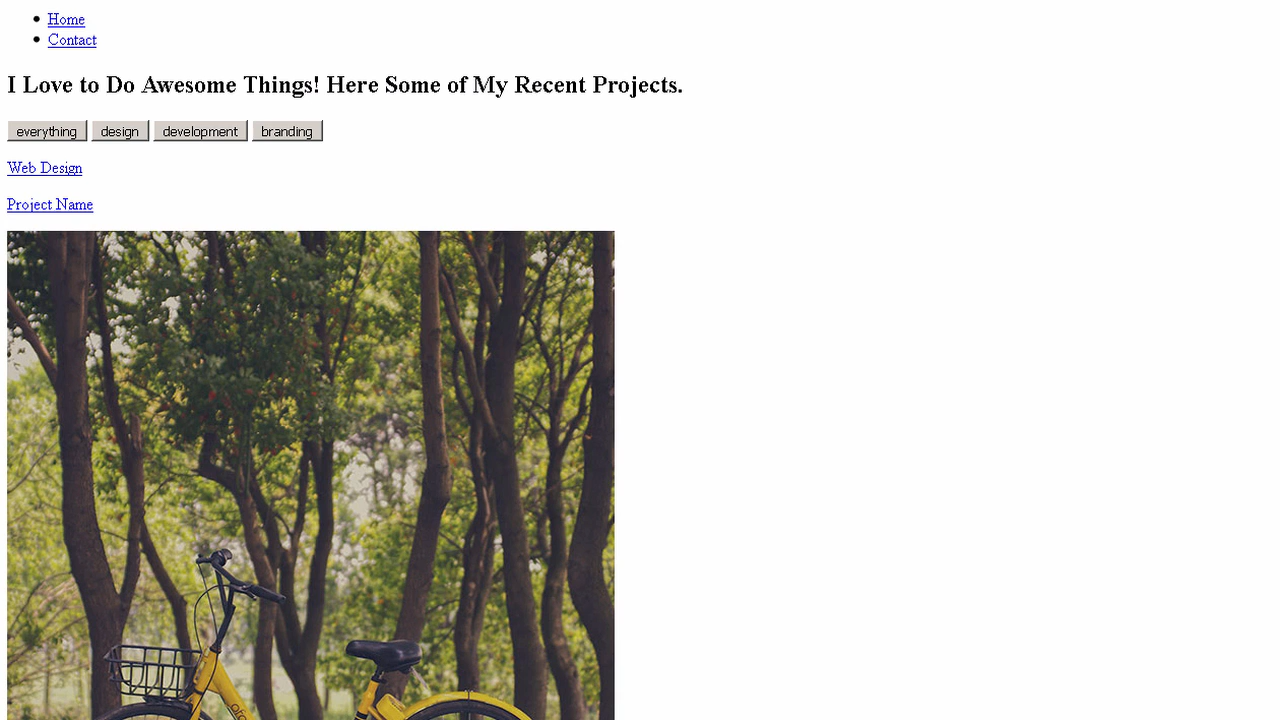 Home
Contact
I Love to Do Awesome Things! Here Some of My Recent Projects.
everything design development branding
Web Design
Project Name
ofo